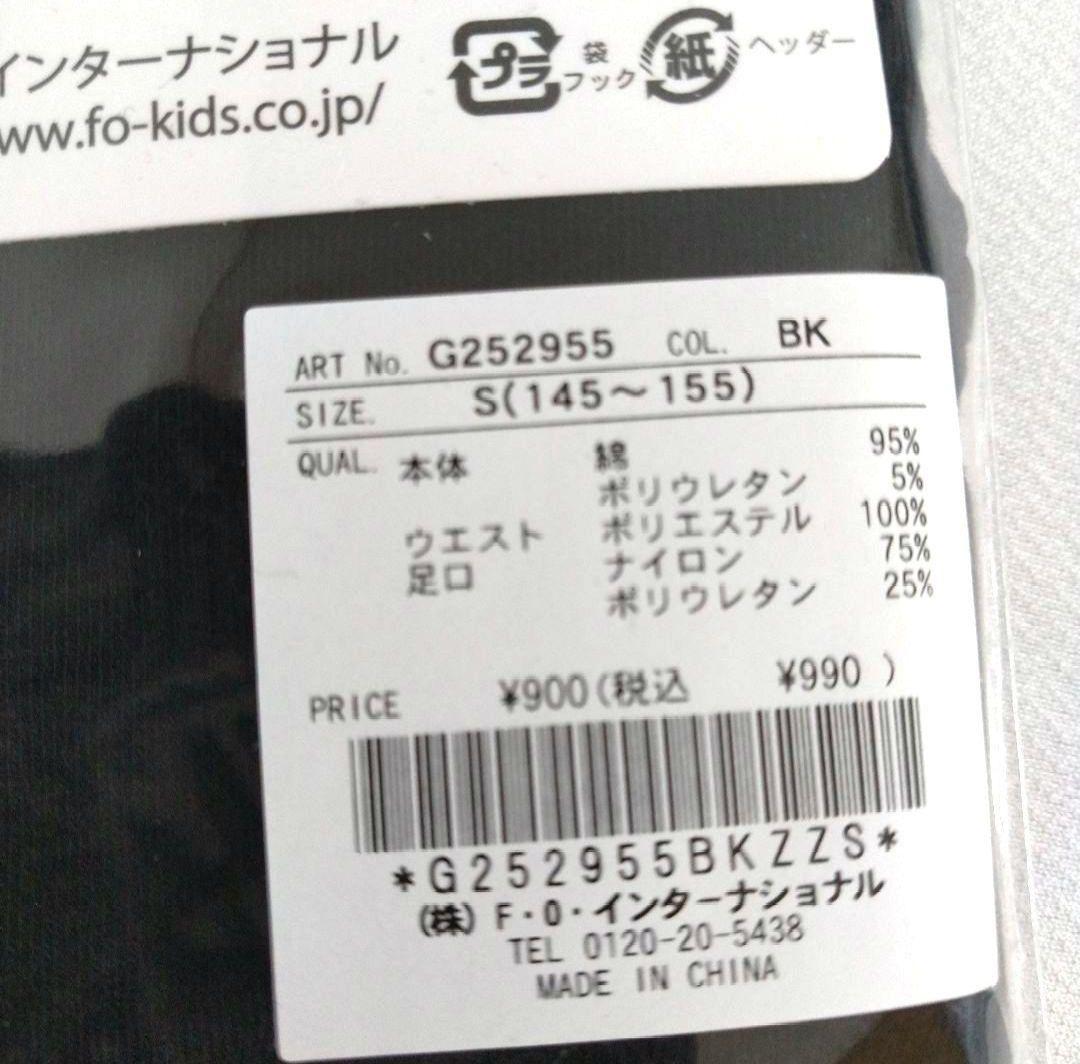 インターナショナル
ww.fo-kids.co.jp/
プラ 袋 フック 紙 ヘッダー
ART No. G252955 COL. BK
SIZE. S(145～155)
QUAL. 本体 綿 95%
ポリウレタン 5%
ウエスト ポリエステル 100%
足口 ナイロン 75%
ポリウレタン 25%
PRICE ¥900(税込 ¥990 )
*G252955BKZZS*
(株) F・O・インターナショナル
TEL 0120-20-5438
MADE IN CHINA